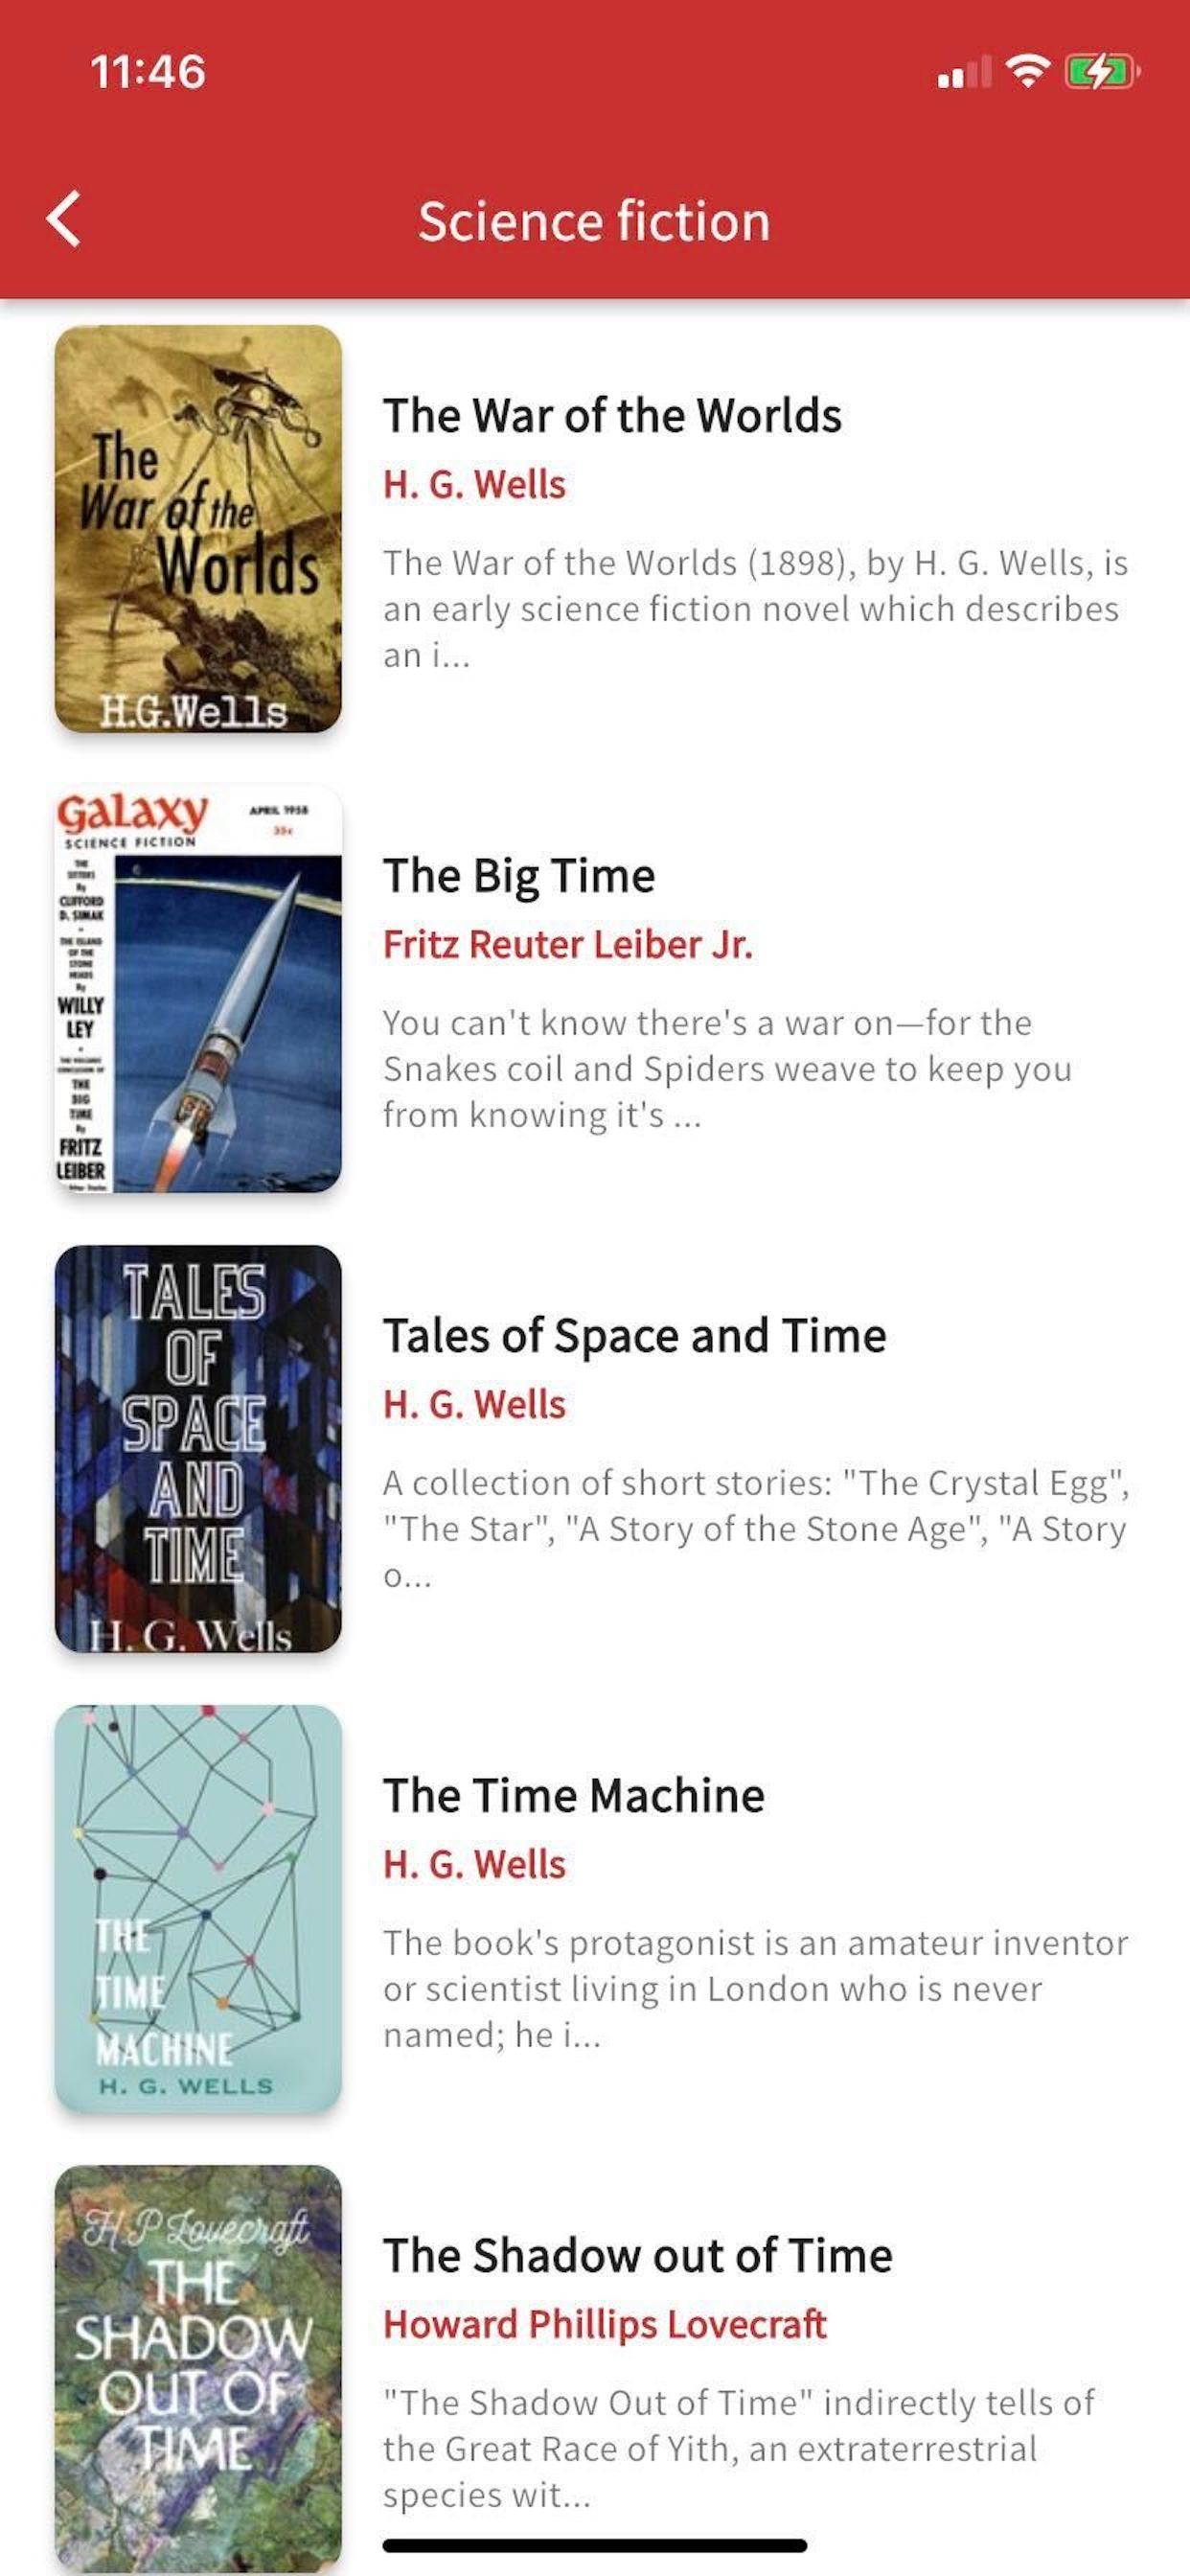 11:46
Science fiction
The
War of the
Worlds
H.G.Wells
The War of the Worlds
H. G. Wells
The War of the Worlds (1898), by H. G. Wells, is
an early science fiction novel which describes
an i...
Galaxy
SCIENCE FICTION
APRIL 1958
35¢
THE
SITTERS
By
CLIFFORD
D. SIMAK
THE ISLAND
OF THE
STONE
HEADS
By
WILLY
LEY
THE
BIG
TIME
By
FRITZ
LEIBER
The Big Time
Fritz Reuter Leiber Jr.
You can't know there's a war on—for the
Snakes coil and Spiders weave to keep you
from knowing it's ...
TALES
OF
SPACE
AND
TIME
H. G. Wells
Tales of Space and Time
H. G. Wells
A collection of short stories: "The Crystal Egg",
"The Star", "A Story of the Stone Age", "A Story
o...
THE
TIME
MACHINE
H. G. WELLS
The Time Machine
H. G. Wells
The book's protagonist is an amateur inventor
or scientist living in London who is never
named; he i...
H P Lovecraft
THE
SHADOW
OUT OF
TIME
The Shadow out of Time
Howard Phillips Lovecraft
"The Shadow Out of Time" indirectly tells of
the Great Race of Yith, an extraterrestrial
species wit...